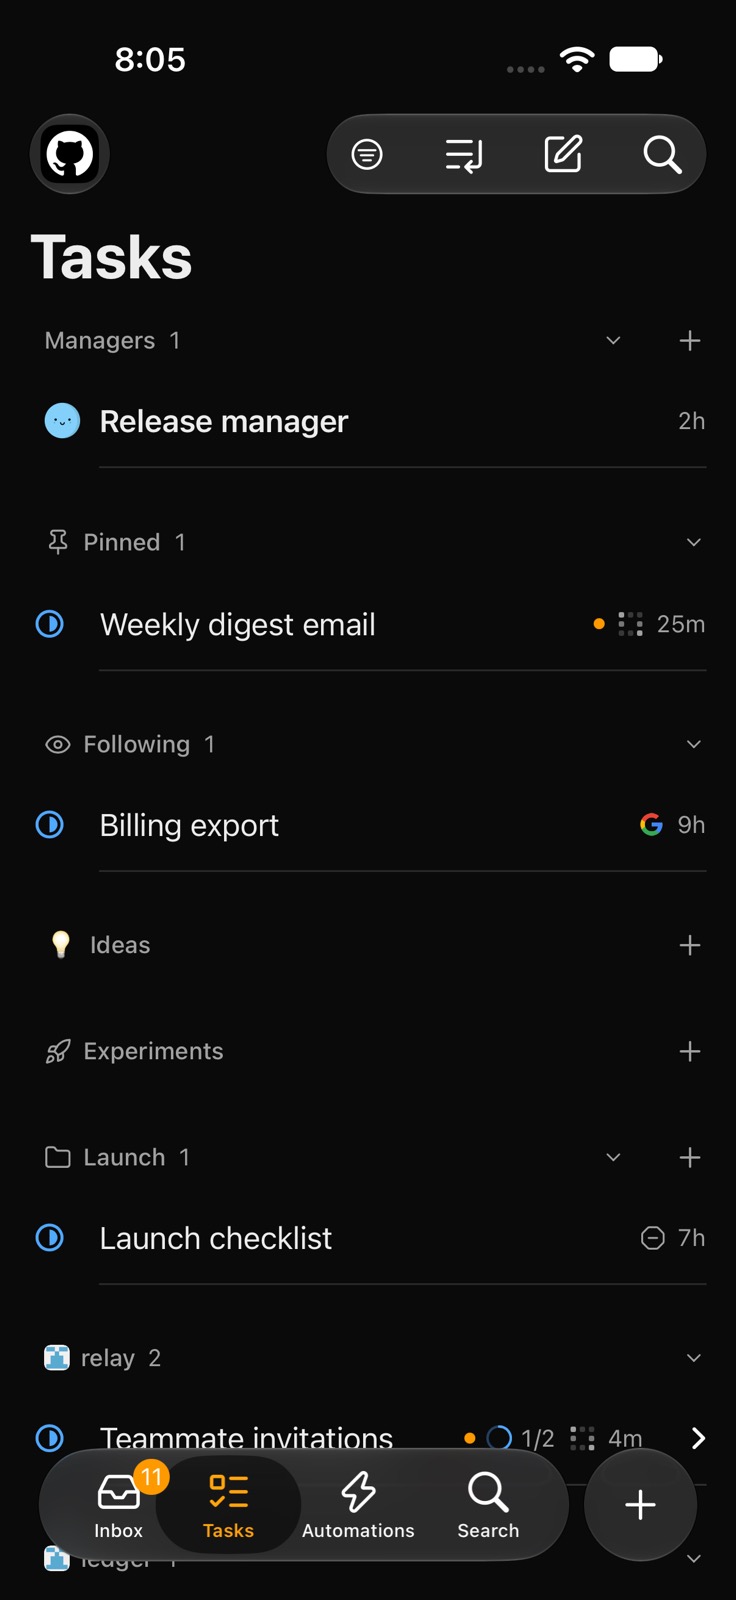 8:05
Tasks
Managers 1
Release manager 2h
Pinned 1
Weekly digest email 25m
Following 1
Billing export 9h
Ideas
Experiments
Launch 1
Launch checklist 7h
relay 2
Teammate invitations 1/2 4m
11
Inbox Tasks Automations Search
ledger 1